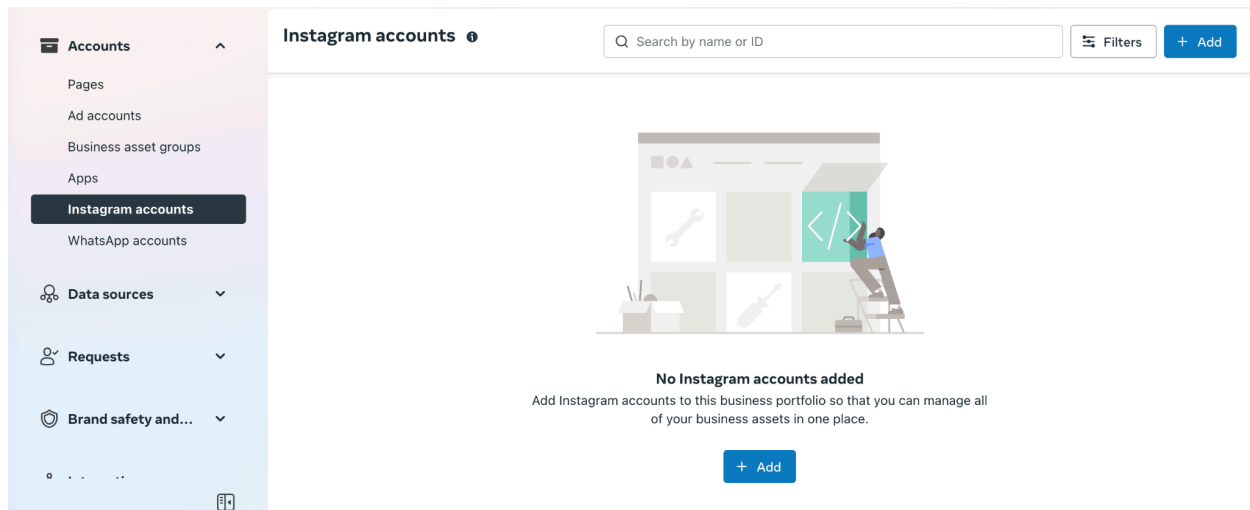 Accounts
Pages
Ad accounts
Business asset groups
Apps
Instagram accounts
WhatsApp accounts
Data sources
Requests
Brand safety and...
Instagram accounts
Search by name or ID
Filters
+ Add
</>
No Instagram accounts added
Add Instagram accounts to this business portfolio so that you can manage all
of your business assets in one place.
+ Add